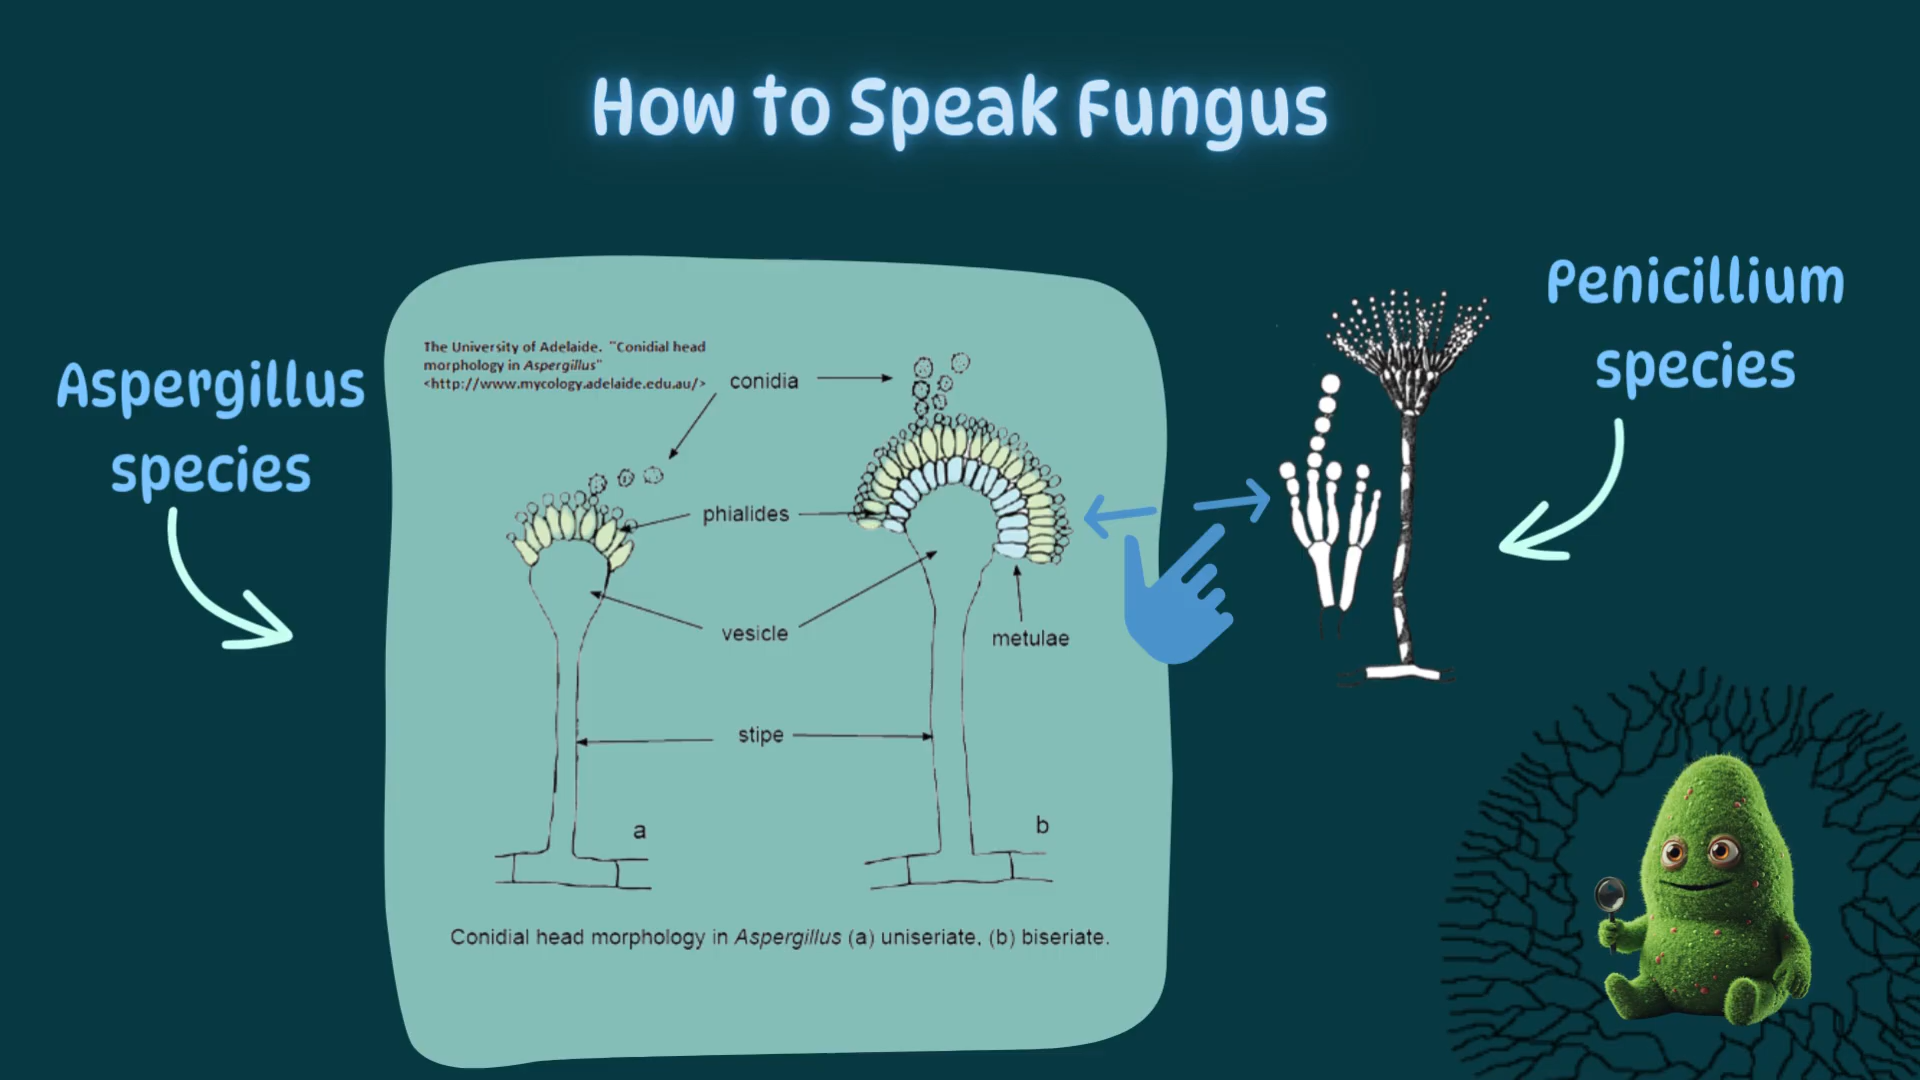 How to Speak Fungus
Aspergillus
species
The University of Adelaide. "Conidial head
morphology in Aspergillus"
<http://www.mycology.adelaide.edu.au/>
conidia
phialides
vesicle
metulae
stipe
a
b
Conidial head morphology in Aspergillus (a) uniseriate, (b) biseriate.
Penicillium
species